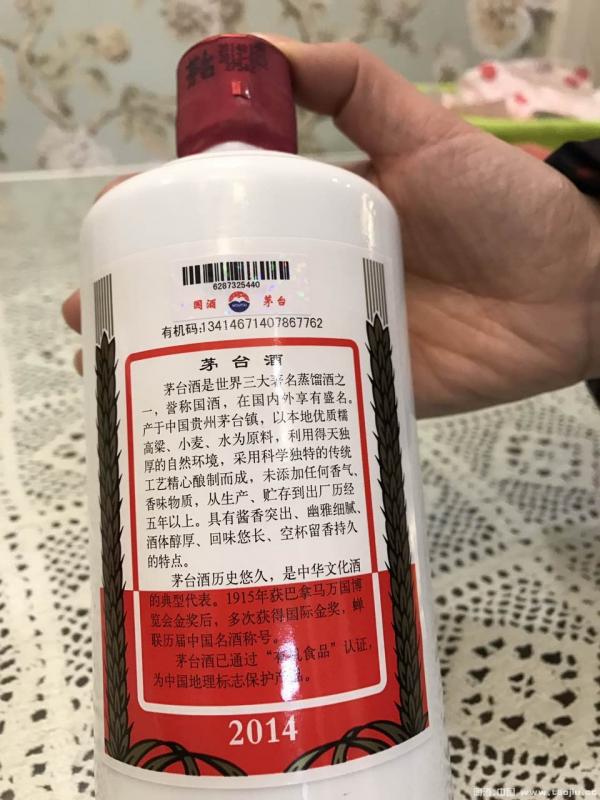 6287325440
国酒
茅台
有机码:13414671407867762
茅台酒
茅台酒是世界三大著名蒸馏酒之
一,誉称国酒,在国内外享有盛名。
产于中国贵州茅台镇,以本地优质糯
高粱、小麦、水为原料,利用得天独
厚的自然环境,采用科学独特的传统
工艺精心酿制而成,未添加任何香气、
香味物质,从生产、贮存到出厂历经
五年以上。具有酱香突出、幽雅细腻、
酒体醇厚、回味悠长、空杯留香持久
的特点。
茅台酒历史悠久,是中华文化酒
的典型代表。1915年获巴拿马万国博
览会金奖后,多次获得国际金奖,蝉
联历届中国名酒称号。
茅台酒已通过“有机食品”认证,
为中国地理标志保护产品。
2014
www.taojiu.cc